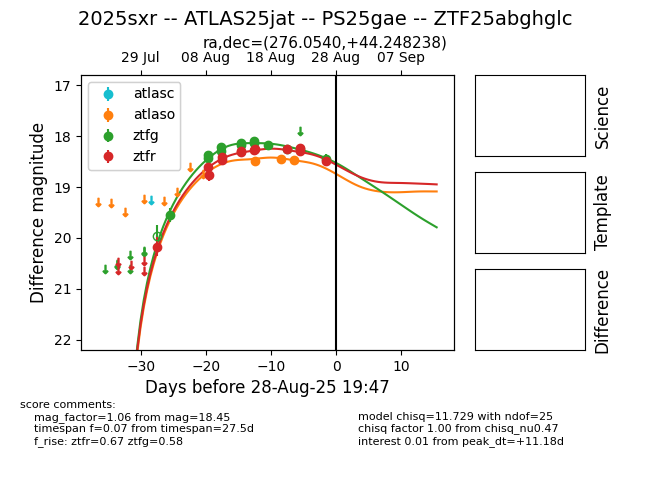 2025sxr -- ATLAS25jat -- PS25gae -- ZTF25abghglc
ra,dec=(276.0540,+44.248238)
29 Jul 08 Aug 18 Aug 28 Aug 07 Sep
atlasc
atlaso
ztfg
ztfr
17
18
19
20
21
22
Difference magnitude
−30 −20 −10 0 10
Days before 28-Aug-25 19:47
Science
Template
Difference
score comments:
mag_factor=1.06 from mag=18.45
timespan f=0.07 from timespan=27.5d
f_rise: ztfr=0.67 ztfg=0.58
model chisq=11.729 with ndof=25
chisq factor 1.00 from chisq_nu0.47
interest 0.01 from peak_dt=+11.18d